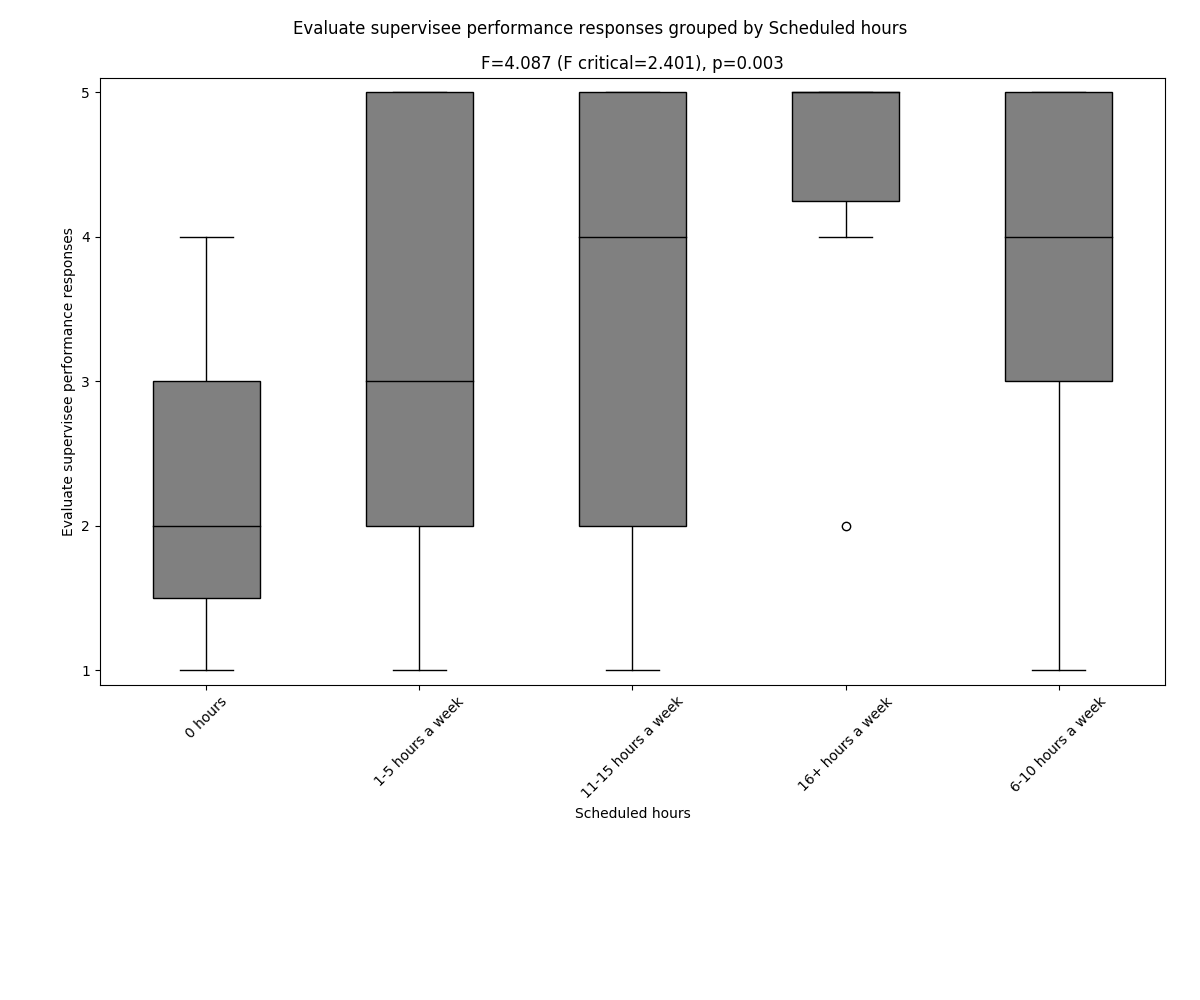 Evaluate supervisee performance responses grouped by Scheduled hours
F=4.087 (F critical=2.401), p=0.003
Evaluate supervisee performance responses
5
4
3
2
1
0 hours
1-5 hours a week
11-15 hours a week
16+ hours a week
6-10 hours a week
Scheduled hours